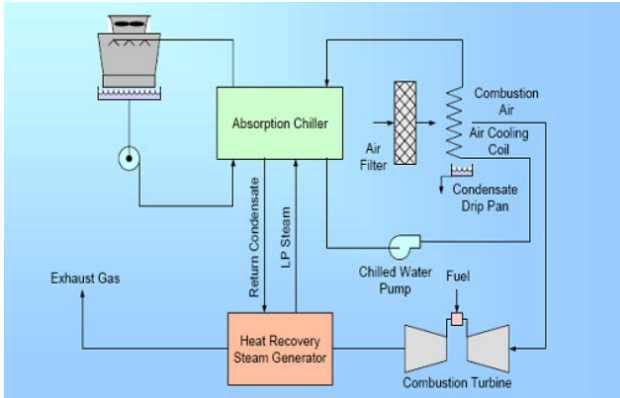 Absorption Chiller
Air
Filter
Combustion
Air
Air Cooling
Coil
Condensate
Drip Pan
Return Condensate
LP Steam
Chilled Water
Pump
Fuel
Exhaust Gas
Heat Recovery
Steam Generator
Combustion Turbine